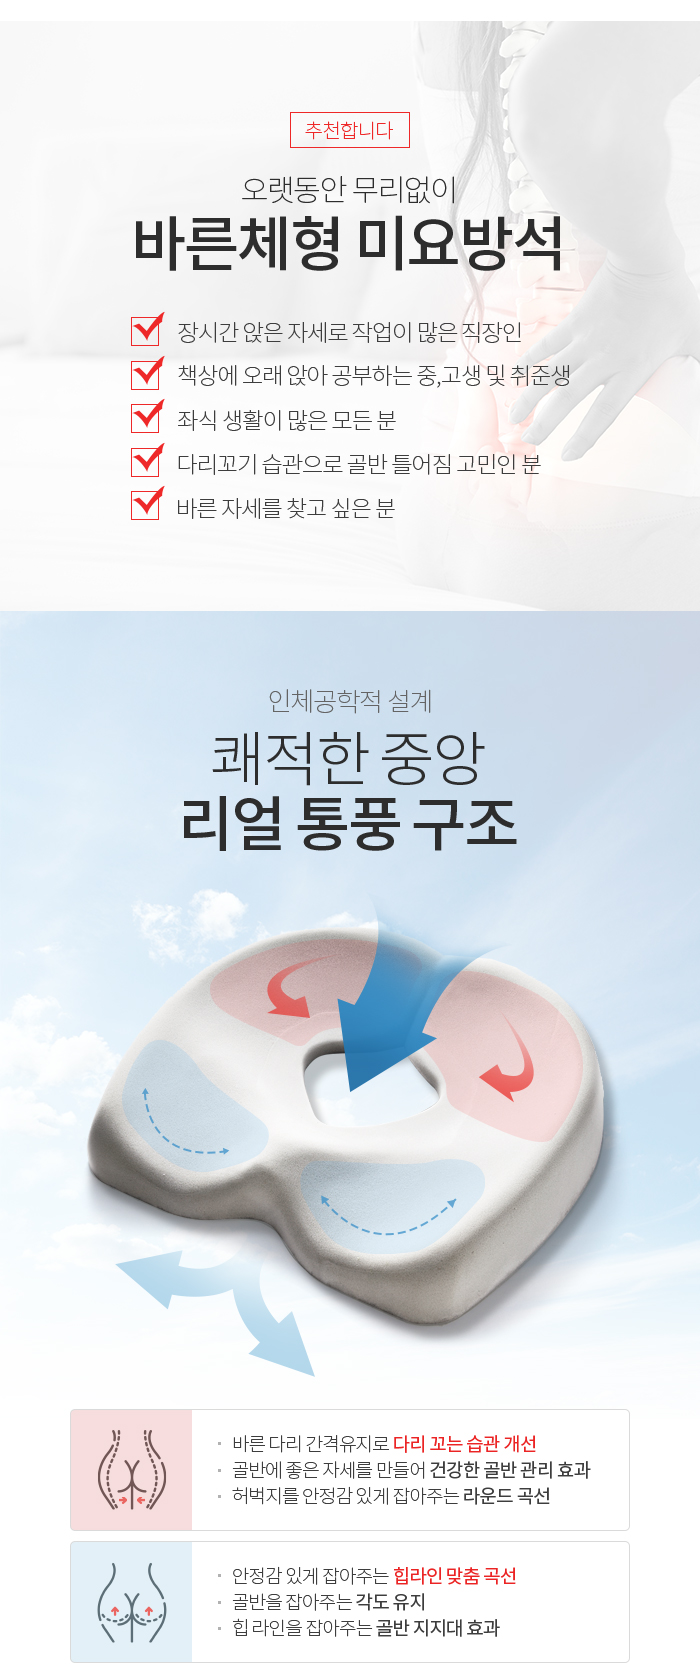 추천합니다
오랫동안 무리없이
바른체형 미요방석
장시간 앉은 자세로 작업이 많은 직장인
책상에 오래 앉아 공부하는 중,고생 및 취준생
좌식 생활이 많은 모든 분
다리꼬기 습관으로 골반 틀어짐 고민인 분
바른 자세를 찾고 싶은 분
인체공학적 설계
쾌적한 중앙
리얼 통풍 구조
바른 다리 간격유지로 다리 꼬는 습관 개선
골반에 좋은 자세를 만들어 건강한 골반 관리 효과
허벅지를 안정감 있게 잡아주는 라운드 곡선
안정감 있게 잡아주는 힙라인 맞춤 곡선
골반을 잡아주는 각도 유지
힙 라인을 잡아주는 골반 지지대 효과